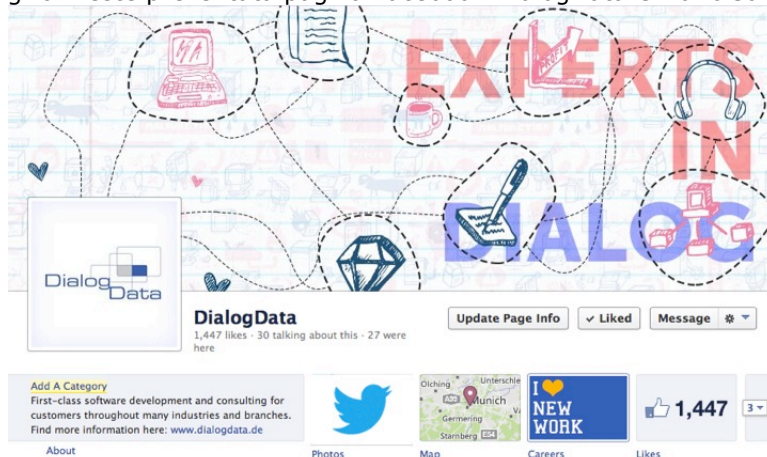 EXPERTS
IN
DIALOG
PROFIT
Dialog
Data
DialogData
1,447 likes · 30 talking about this · 27 were
here
Update Page Info
✓ Liked
Message
Add A Category
First-class software development and consulting for
customers throughout many industries and branches.
Find more information here: www.dialogdata.de
About
Olching
Unterschle
Munich
Germering
Starnberg
E54
I
NEW
WORK
1,447
3
Photos
Map
Careers
Likes